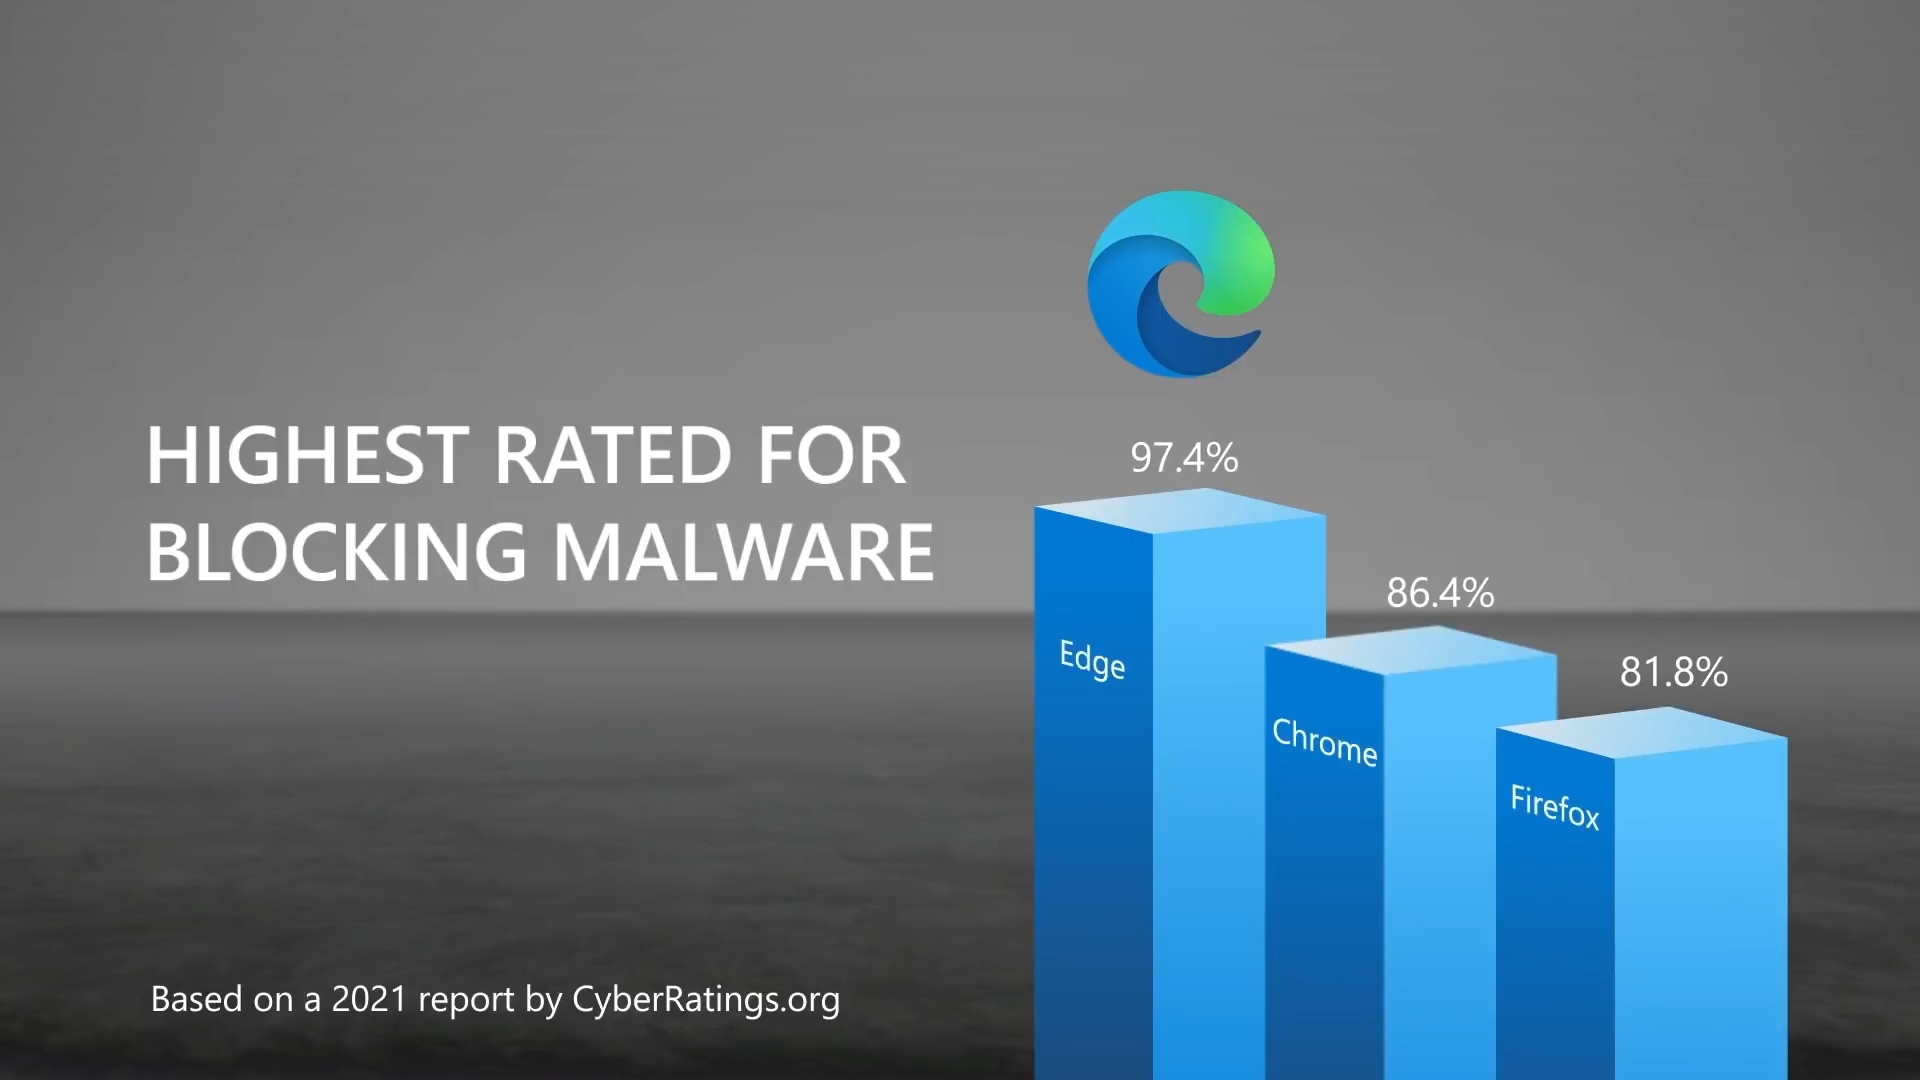 HIGHEST RATED FOR
BLOCKING MALWARE
97.4%
86.4%
81.8%
Edge
Chrome
Firefox
Based on a 2021 report by CyberRatings.org